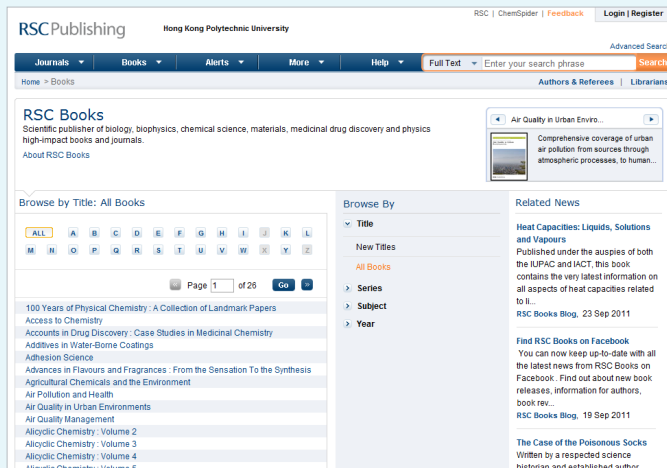 RSC | ChemSpider | Feedback Login | Register
RSCPublishing
Hong Kong Polytechnic University
Advanced Search
Journals Books Alerts More Help Full Text Enter your search phrase Search
Home > Books Authors & Referees | Librarians
RSC Books
Scientific publisher of biology, biophysics, chemical science, materials, medicinal drug discovery and physics
high-impact books and journals.
About RSC Books
Air Quality in Urban Enviro...
Comprehensive coverage of urban
air pollution from sources through
atmospheric processes, to human...
Browse by Title: All Books
ALL A B C D E F G H I J K L
M N O P Q R S T U V W X Y Z
Page 1 of 26 Go
100 Years of Physical Chemistry : A Collection of Landmark Papers
Access to Chemistry
Accounts in Drug Discovery : Case Studies in Medicinal Chemistry
Additives in Water-Borne Coatings
Adhesion Science
Advances in Flavours and Fragrances : From the Sensation To the Synthesis
Agricultural Chemicals and the Environment
Air Pollution and Health
Air Quality in Urban Environments
Air Quality Management
Alicyclic Chemistry : Volume 2
Alicyclic Chemistry : Volume 3
Alicyclic Chemistry : Volume 4
Alicyclic Chemistry : Volume 5
Browse By
Title
New Titles
All Books
Series
Subject
Year
Related News
Heat Capacities: Liquids, Solutions
and Vapours
Published under the auspies of both
the IUPAC and IACT, this book
contains the very latest information on
all aspects of heat capacities related
to li...
RSC Books Blog, 23 Sep 2011
Find RSC Books on Facebook
You can now keep up-to-date with all
the latest news from RSC Books on
Facebook . Find out about new book
releases, information for authors,
book rev...
RSC Books Blog, 19 Sep 2011
The Case of the Poisonous Socks
Written by a respected science
historian and established author